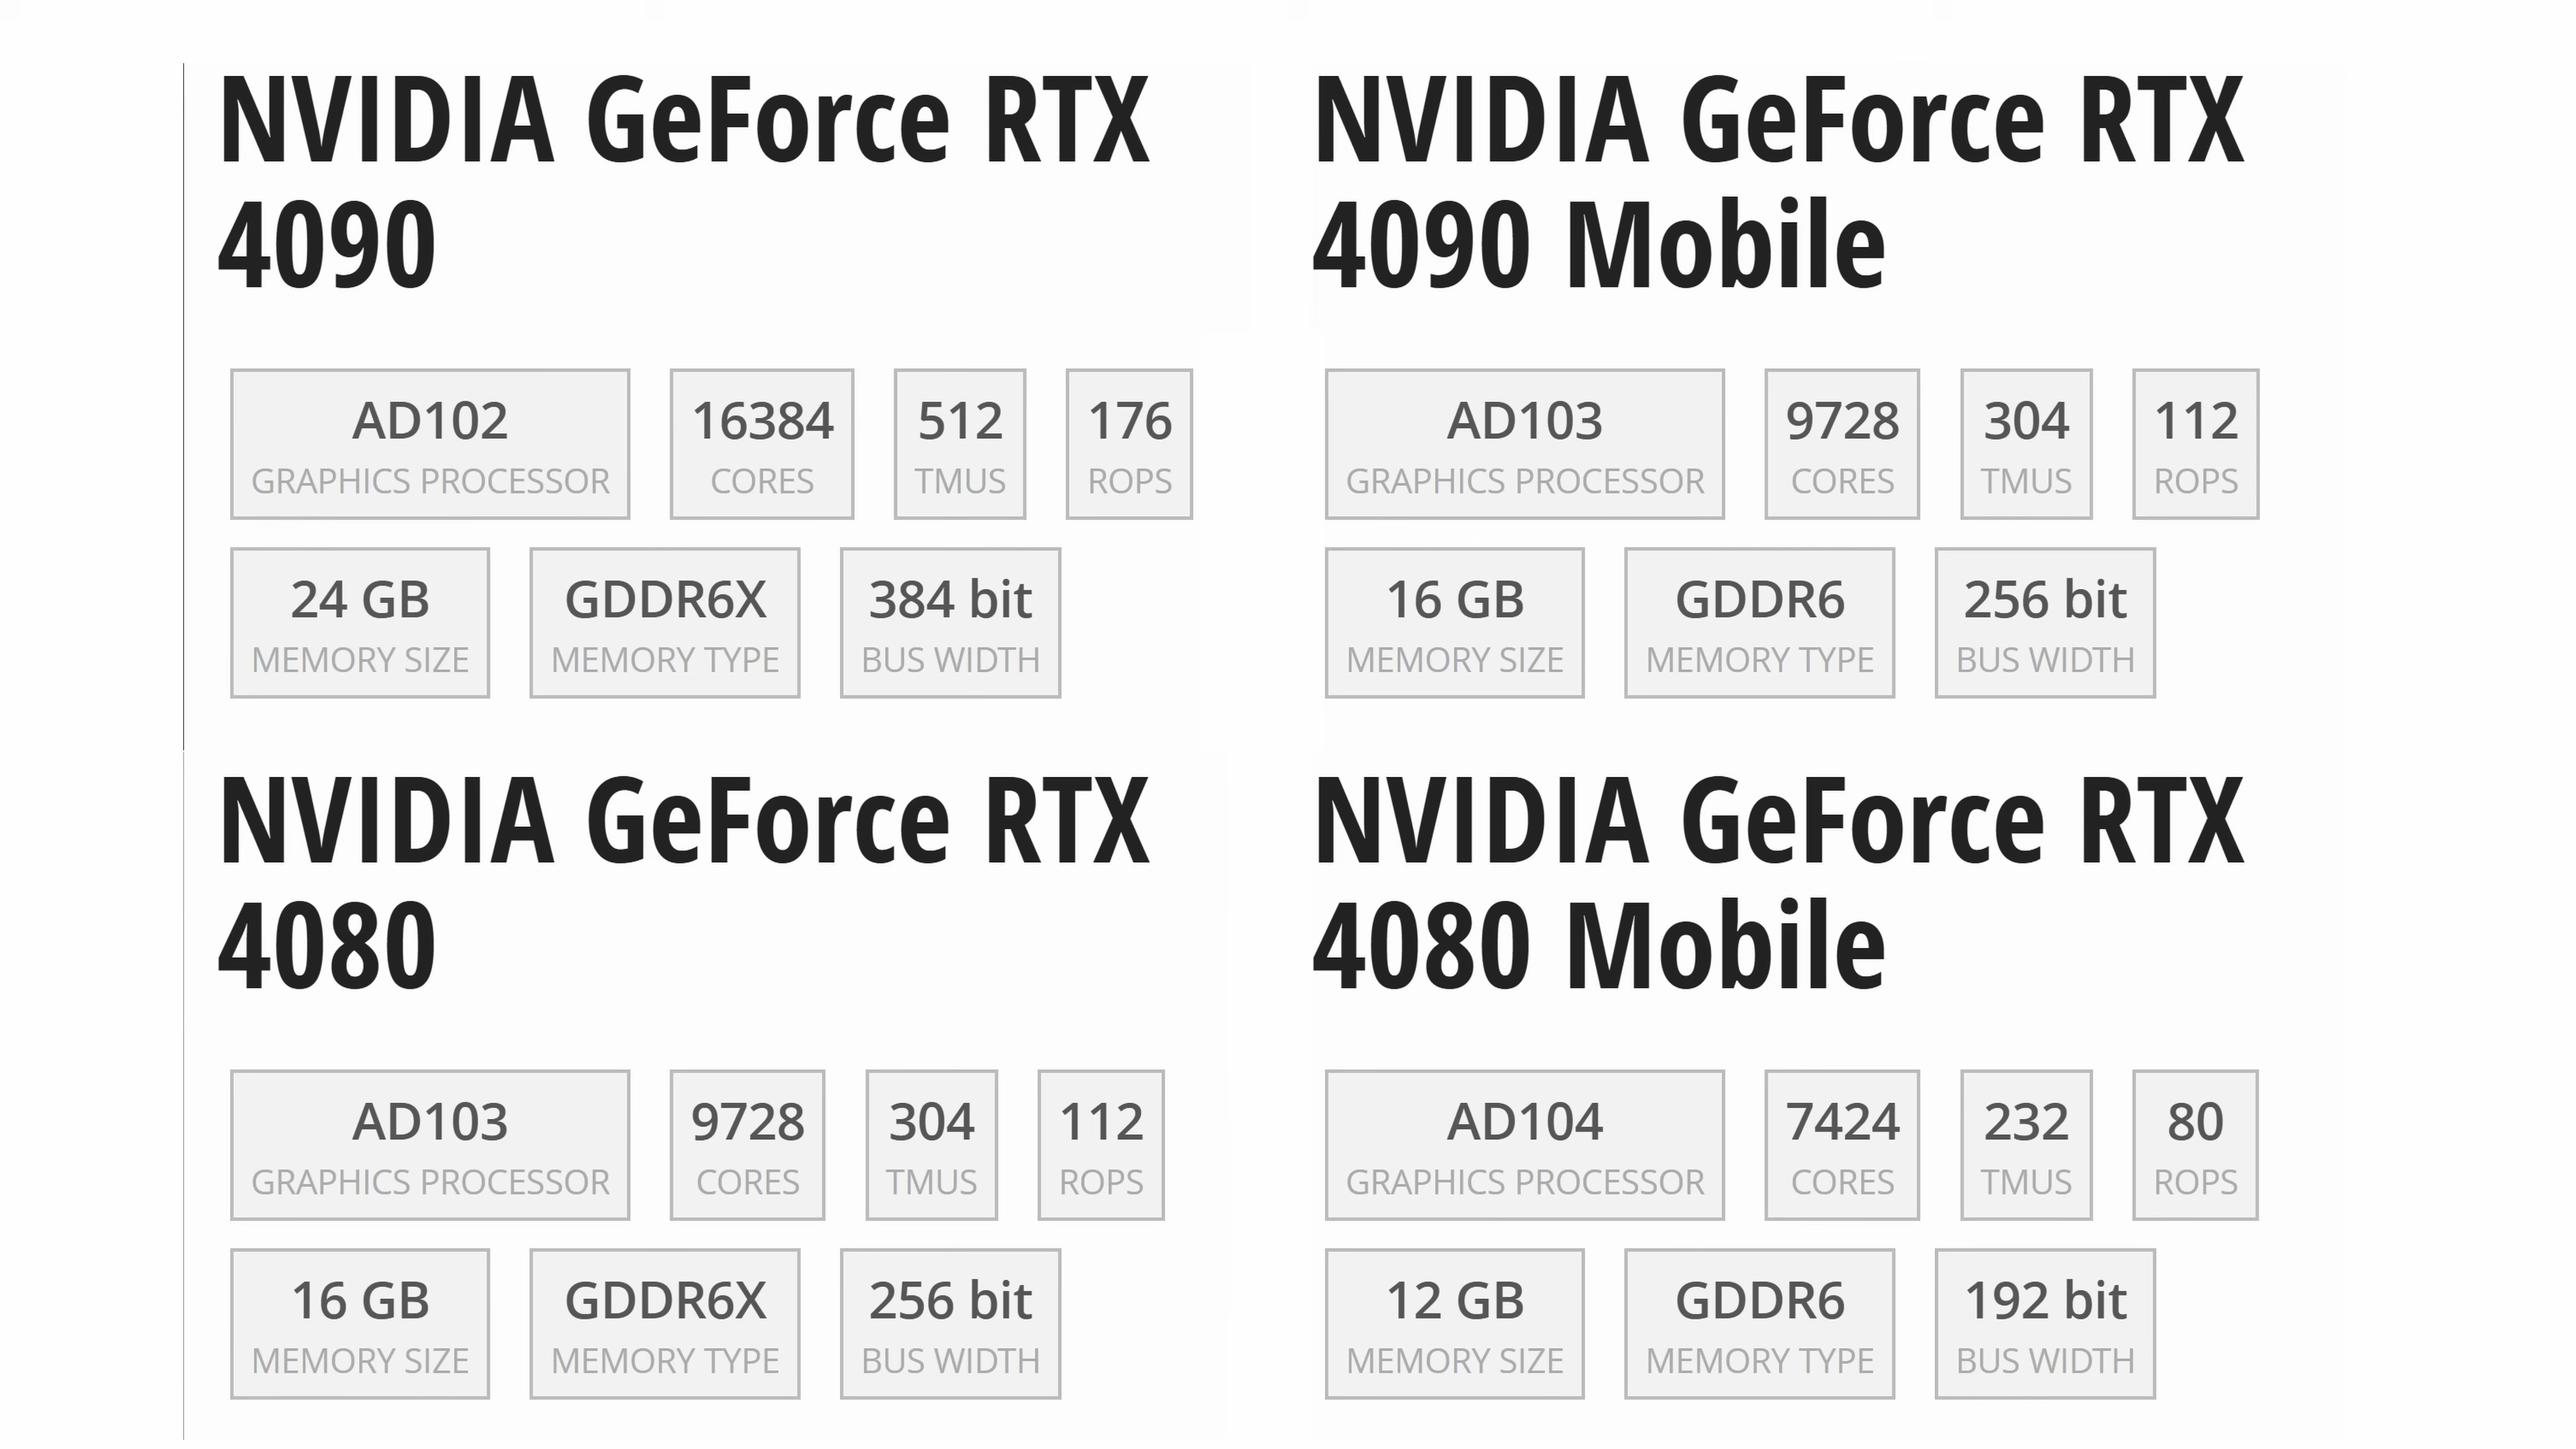 NVIDIA GeForce RTX
4090
AD102 16384 512 176
GRAPHICS PROCESSOR CORES TMUS ROPS
24 GB GDDR6X 384 bit
MEMORY SIZE MEMORY TYPE BUS WIDTH
NVIDIA GeForce RTX
4090 Mobile
AD103 9728 304 112
GRAPHICS PROCESSOR CORES TMUS ROPS
16 GB GDDR6 256 bit
MEMORY SIZE MEMORY TYPE BUS WIDTH
NVIDIA GeForce RTX
4080
AD103 9728 304 112
GRAPHICS PROCESSOR CORES TMUS ROPS
16 GB GDDR6X 256 bit
MEMORY SIZE MEMORY TYPE BUS WIDTH
NVIDIA GeForce RTX
4080 Mobile
AD104 7424 232 80
GRAPHICS PROCESSOR CORES TMUS ROPS
12 GB GDDR6 192 bit
MEMORY SIZE MEMORY TYPE BUS WIDTH